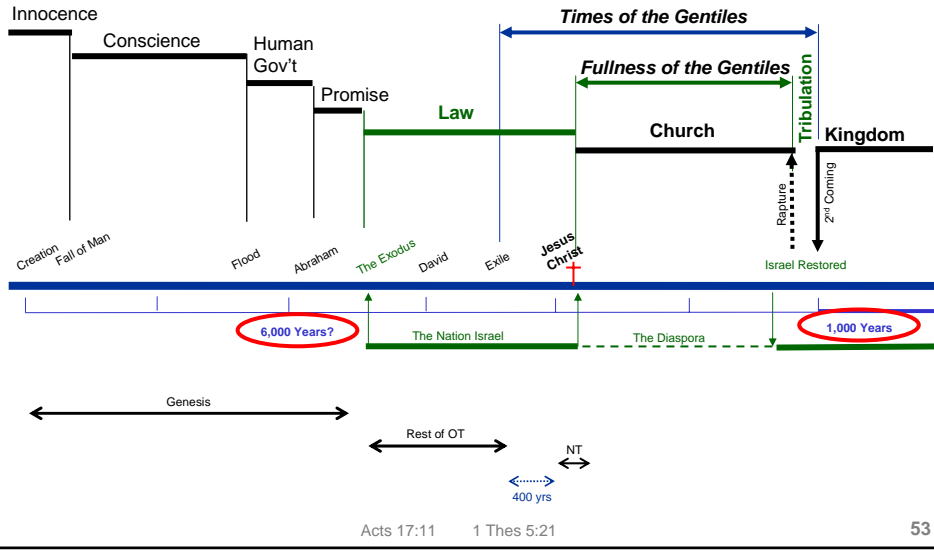 Innocence
Conscience
Human
Gov't
Promise
Law
Times of the Gentiles
Fullness of the Gentiles
Church
Tribulation
Kingdom
Rapture
2nd Coming
Creation
Fall of Man
Flood
Abraham
The Exodus
David
Exile
Jesus
Christ
Israel Restored
6,000 Years?
1,000 Years
The Nation Israel
The Diaspora
Genesis
Rest of OT
NT
400 yrs
Acts 17:11 1 Thes 5:21
53